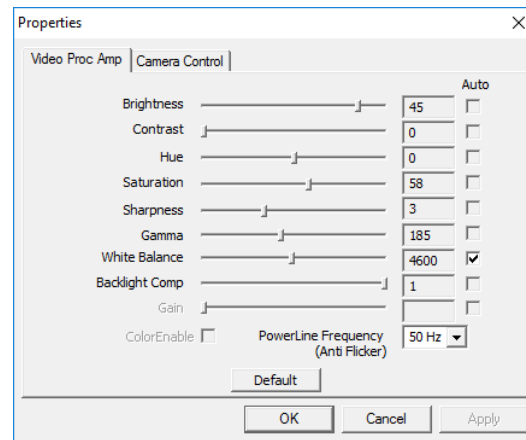 Properties
Video Proc Amp Camera Control
Auto
Brightness 45
Contrast 0
Hue 0
Saturation 58
Sharpness 3
Gamma 185
White Balance 4600
Backlight Comp 1
Gain
ColorEnable PowerLine Frequency 50 Hz
(Anti Flicker)
Default
OK Cancel Apply